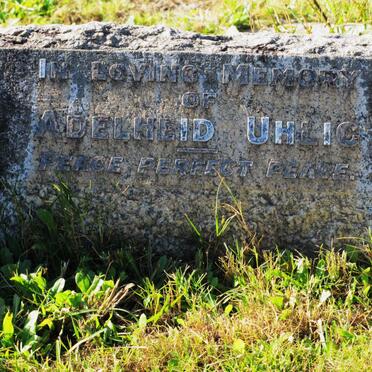 IN LOVING MEMORY
OF
ADELHEID UHLIG
PEACE PERFECT PEACE.